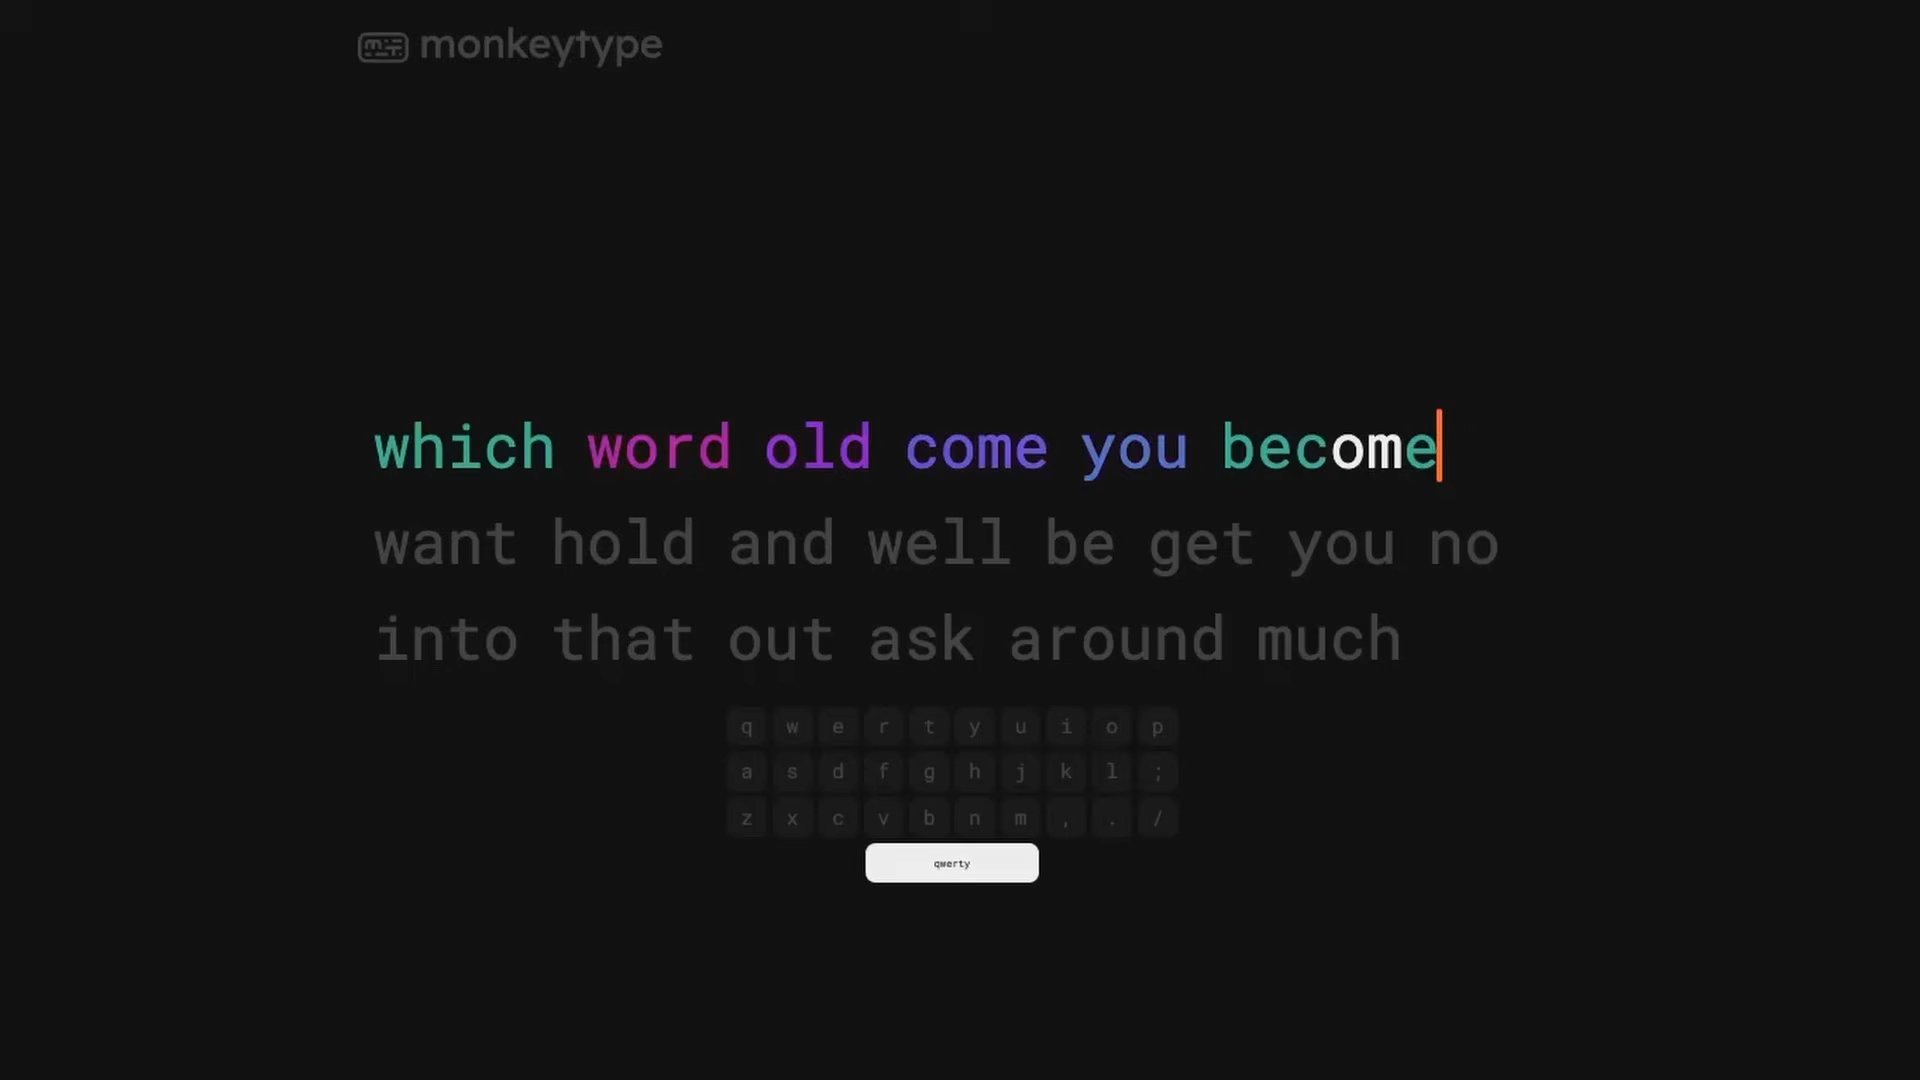 monkeytype
which word old come you become
want hold and well be get you no
into that out ask around much
q w e r t y u i o p
a s d f g h j k l ;
z x c v b n m , . /
qwerty